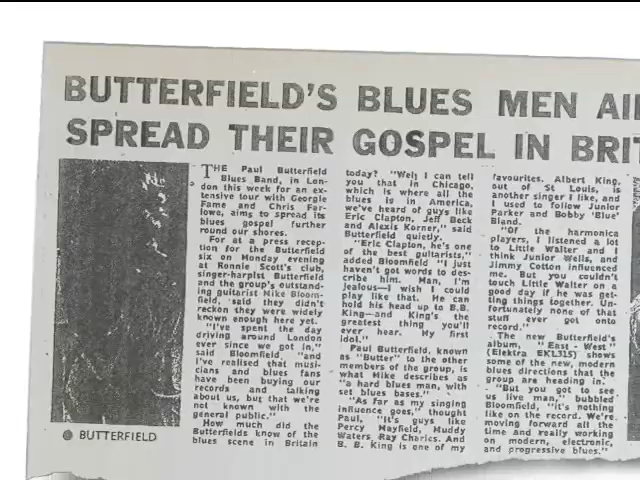 BUTTERFIELD'S BLUES MEN AI
SPREAD THEIR GOSPEL IN BRIT
THE Paul Butterfield
Blues Band, in Lon-
don this week for an ex-
tensive tour with Georgie
Fame and Chris Far-
lowe, aims to spread its
blues gospel further
round our shores.
For at a press recep-
tion for the Butterfield
six on Monday evening
at Ronnie Scott's club,
singer-harpist Butterfield
and the group's outstand-
ing guitarist Mike Bloom-
field, said they didn't
reckon they were widely
known enough here yet.
"I've spent the day
driving around London
ever since we got in,"
said Bloomfield, "and
I've realised that musi-
cians and blues fans
have been buying our
records and talking
about us, but that we're
not known with the
general public."
How much did the
Butterfields know of the
blues scene in Britain
today? "Well I can tell
you that in Chicago,
which is where all the
blues is in America,
we've heard of guys like
Eric Clapton, Jeff Beck
and Alexis Korner," said
Butterfield quietly.
"Eric Clapton, he's one
of the best guitarists,"
added Bloomfield "I just
haven't got words to des-
cribe him. Man, I'm
jealous—I wish I could
play like that. He can
hold his head up to B.B.
King—and King's the
greatest thing you'll
ever hear. My first
idol."
Paul Butterfield, known
as "Butter" to the other
members of the group, is
what Mike describes as
"a hard blues man, with
set blues bases."
"As far as my singing
influence goes," thought
Paul, "it's guys like
Percy Mayfield, Muddy
Waters, Ray Charles. And
B. B. King is one of my
favourites. Albert King,
out of St Louis, is
another singer I like, and
I used to follow Junior
Parker and Bobby 'Blue'
Bland.
"Of the harmonica
players, I listened a lot
to Little Walter and I
think Junior Wells, and
Jimmy Cotton influenced
me. But you couldn't
touch Little Walter on a
good day if he was get-
ting things together. Un-
fortunately none of that
stuff ever got onto
record."
The new Butterfield's
album, "East - West"
(Elektra EKL315) shows
some of the new, modern
blues directions that the
group are heading in.
"But you got to see
us live man," bubbled
Bloomfield, "it's nothing
like on the record. We're
moving forward all the
time and really working
on modern, electronic,
and progressive blues."
● BUTTERFIELD